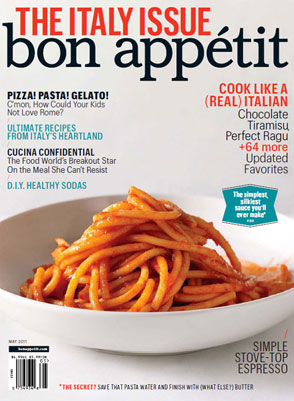 THE ITALY ISSUE
bon appétit
PIZZA! PASTA! GELATO!
C'mon, How Could Your Kids
Not Love Rome?
ULTIMATE RECIPES
FROM ITALY'S HEARTLAND
CUCINA CONFIDENTIAL
The Food World's Breakout Star
On the Meal She Can't Resist
D.I.Y. HEALTHY SODAS
COOK LIKE A
(REAL) ITALIAN
Chocolate
Tiramisu,
Perfect Ragu
+64 more
Updated
Favorites
The simplest,
silkiest
sauce you'll
ever make*
/
SIMPLE
STOVE-TOP
ESPRESSO
MAY 2011
bonappetit.com
*THE SECRET? SAVE THAT PASTA WATER AND FINISH WITH (WHAT ELSE?) BUTTER